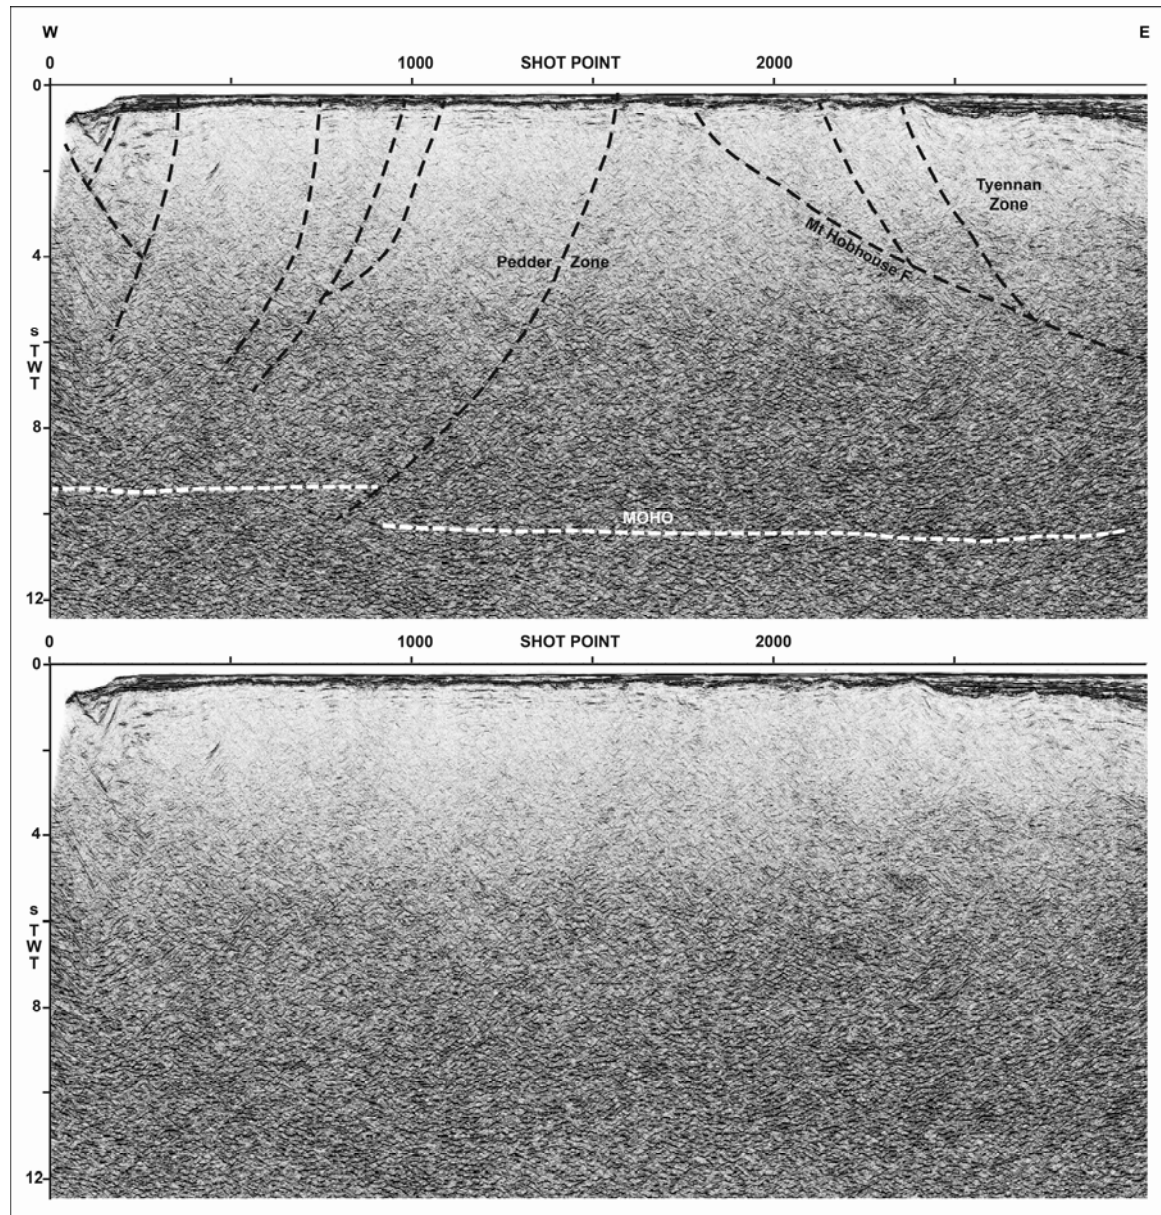 W E
0 1000 SHOT POINT 2000
0
Tyennan
Zone
4
Mt Hobhouse F
Pedder Zone
s
T
W
T
8
MOHO
12
0 1000 SHOT POINT 2000
0
4
s
T
W
T
8
12